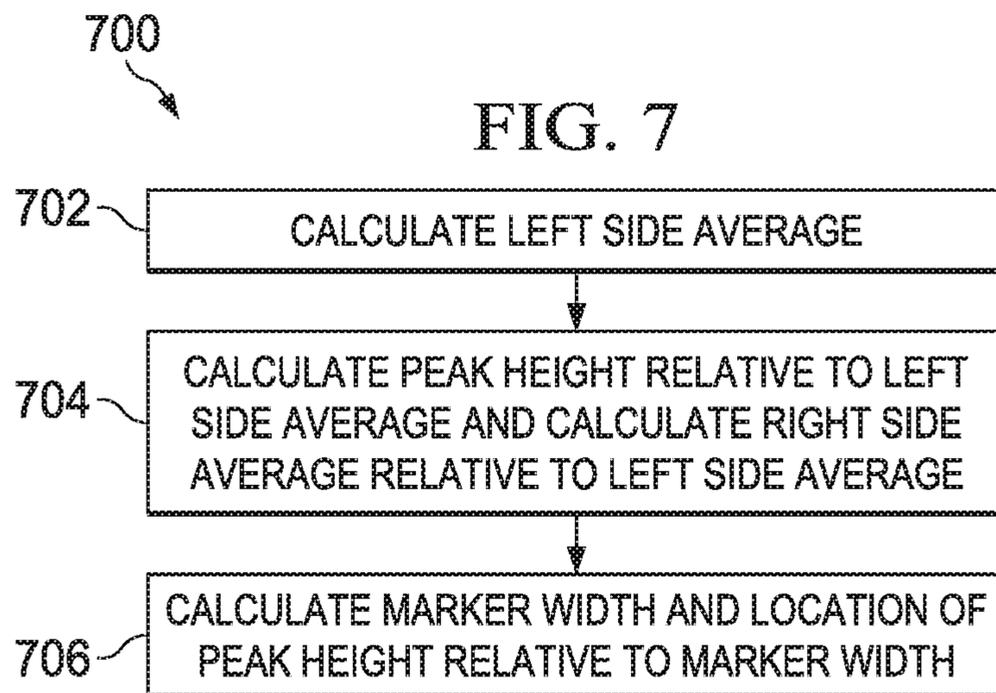 700
FIG. 7
702
CALCULATE LEFT SIDE AVERAGE
704
CALCULATE PEAK HEIGHT RELATIVE TO LEFT
SIDE AVERAGE AND CALCULATE RIGHT SIDE
AVERAGE RELATIVE TO LEFT SIDE AVERAGE
706
CALCULATE MARKER WIDTH AND LOCATION OF
PEAK HEIGHT RELATIVE TO MARKER WIDTH